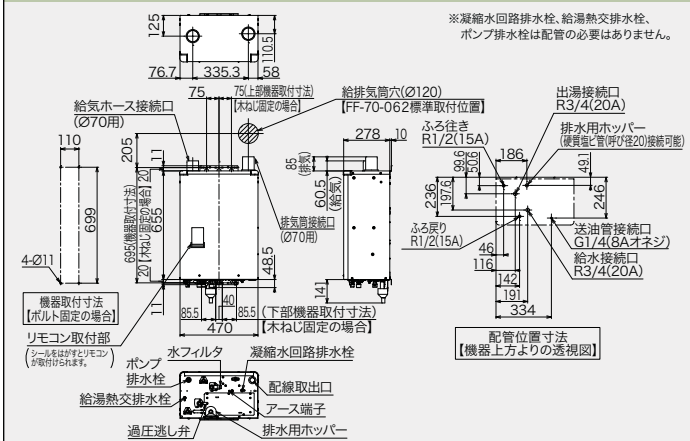 ※凝縮水回路排水栓、給湯熱交排水栓、
ポンプ排水栓は配管の必要はありません。
125
110.5
76.7
335.3
58
75
75(上部機器取付寸法)
【木ねじ固定の場合】
給排気筒穴(Ø120)
【FF-70-062標準取付位置】
給気ホース接続口
(Ø70用)
110
205
11
699
695(機器取付寸法)
20【木ねじ固定の場合】20
655
11
4-Ø11
機器取付寸法
【ボルト固定の場合】
リモコン取付部
(シールをはがすとリモコン
が取付けられます。)
排気筒接続口
(Ø70用)
48.5
40
85.5
85.5
(下部機器取付寸法)
【木ねじ固定の場合】
470
278
10
85
(排気)
60.5
(給気)
141
出湯接続口
R3/4(20A)
ふろ往き
R1/2(15A)
排水用ホッパー
(硬質塩ビ管(呼び径20)接続可能)
186
99.6
50.6
49.1
236
197.6
246
ふろ戻り
R1/2(15A)
送油管接続口
G1/4(8Aオネジ)
給水接続口
R3/4(20A)
46
116
142
191
334
配管位置寸法
【機器上方よりの透視図】
ポンプ
排水栓
水フィルタ
凝縮水回路排水栓
配線取出口
給湯熱交排水栓
アース端子
過圧逃し弁
排水用ホッパー